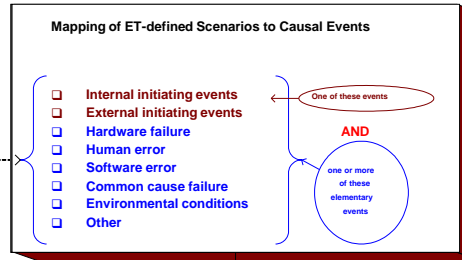 Mapping of ET-defined Scenarios to Causal Events
Internal initiating events
External initiating events
Hardware failure
Human error
Software error
Common cause failure
Environmental conditions
Other
One of these events
AND
one or more
of these
elementary
events